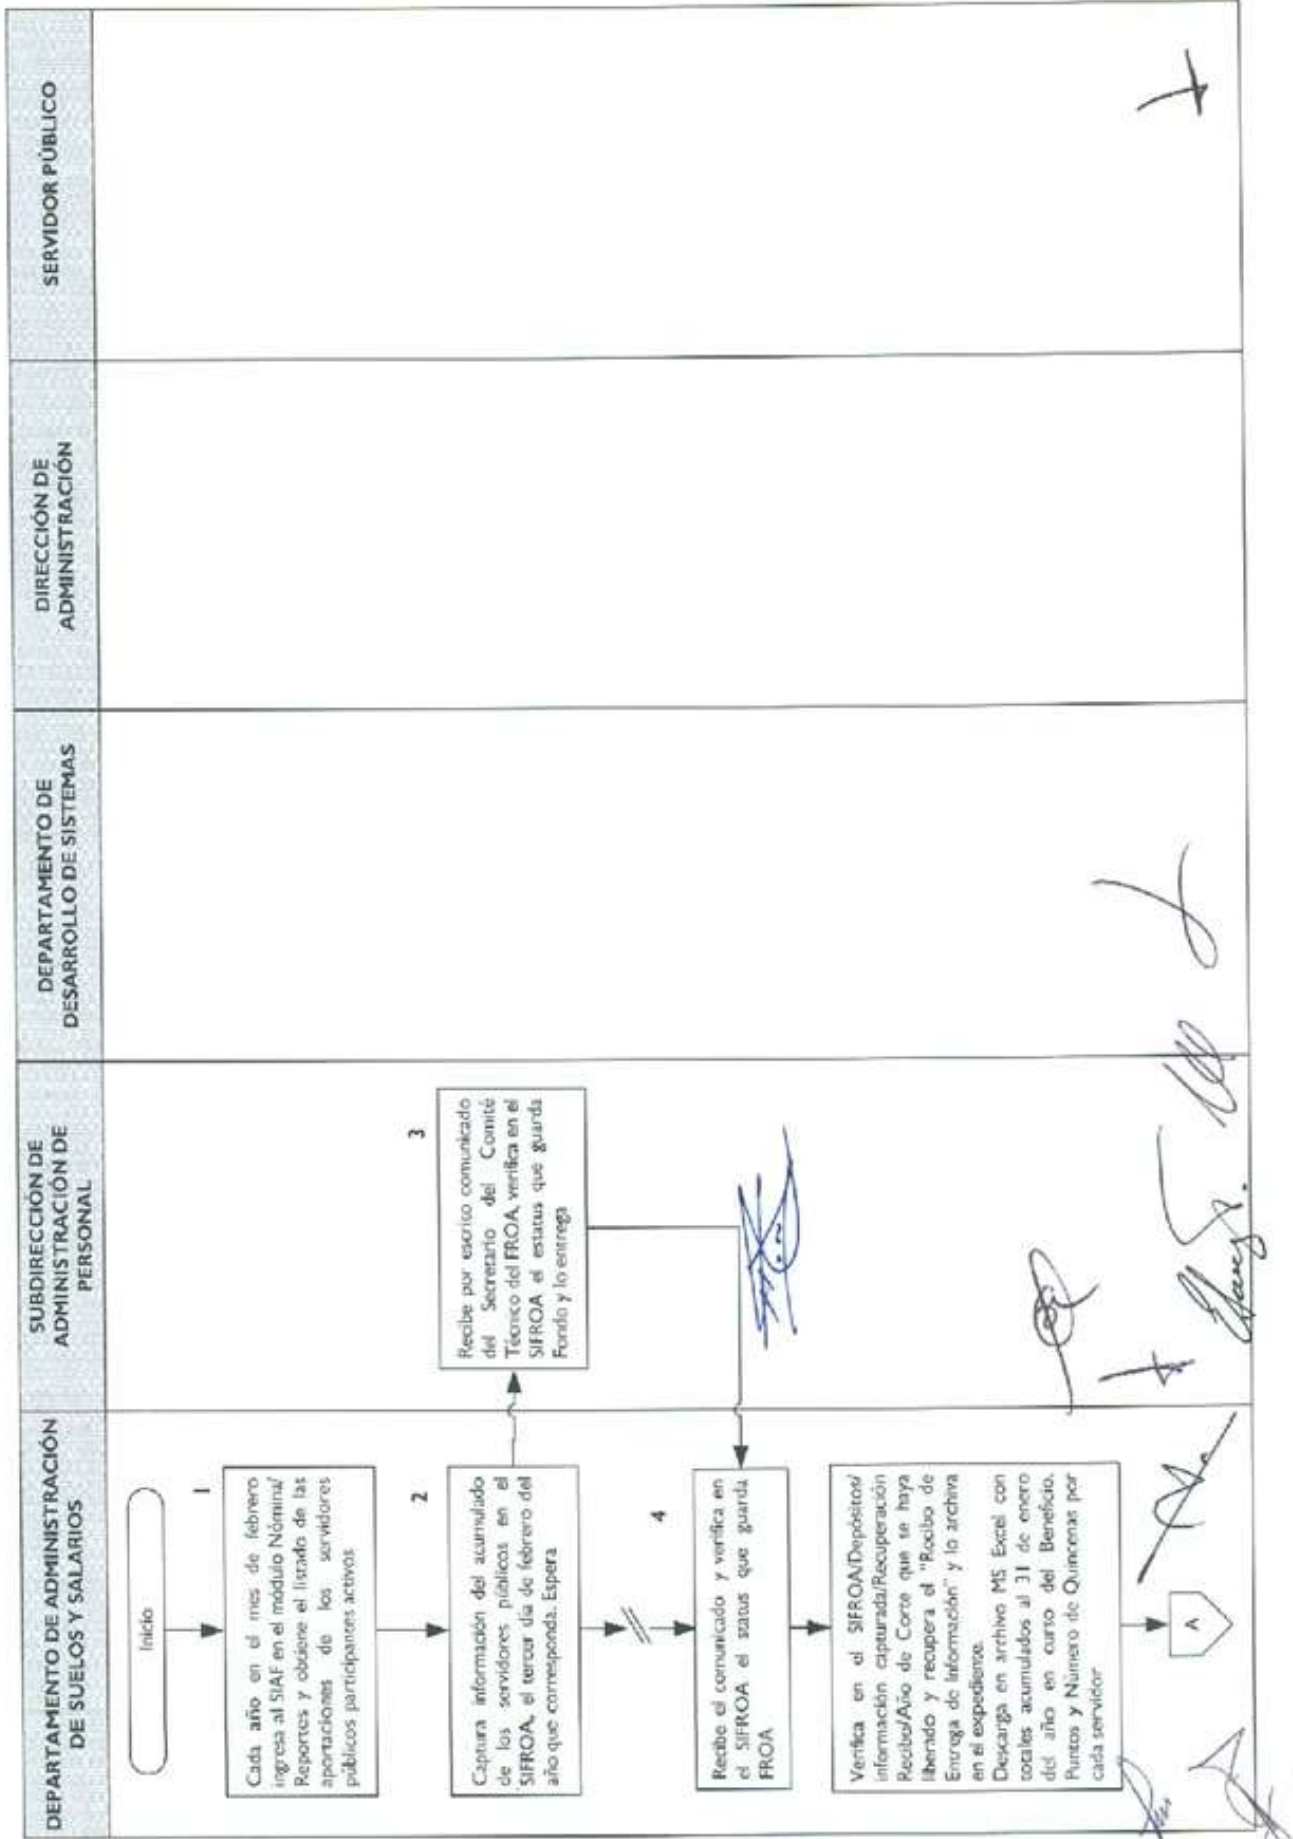 DEPARTAMENTO DE ADMINISTRACIÓN
DE SUELOS Y SALARIOS
SUBDIRECCIÓN DE
ADMINISTRACIÓN DE
PERSONAL
DEPARTAMENTO DE
DESARROLLO DE SISTEMAS
DIRECCIÓN DE
ADMINISTRACIÓN
SERVIDOR PÚBLICO
Inicio
1
Cada año en el mes de febrero
ingresa al SIAF en el módulo Nómina/
Reportes y obtiene el listado de las
aportaciones de los servidores
públicos participantes activos
2
Captura información del acumulado
de los servidores públicos en el
SIFROA, el tercer día de febrero del
año que corresponda. Espera
3
Recibe por escrito comunicado
del Secretario del Comité
Técnico del FROA, verifica en el
SIFROA el estatus que guarda
Fondo y lo entrega
4
Recibe el comunicado y verifica en
el SIFROA el status que guarda
FROA
Verifica en el SIFROA/Depósitos/
información capturada/Recuperación
Recibo/Año de Corte que se haya
liberado y recupera el "Recibo de
Entrega de Información" y lo archiva
en el expediente.
Descarga en archivo MS Excel con
totales acumulados al 31 de enero
del año en curso del Beneficio,
Puntos y Número de Quincenas por
cada servidor
A